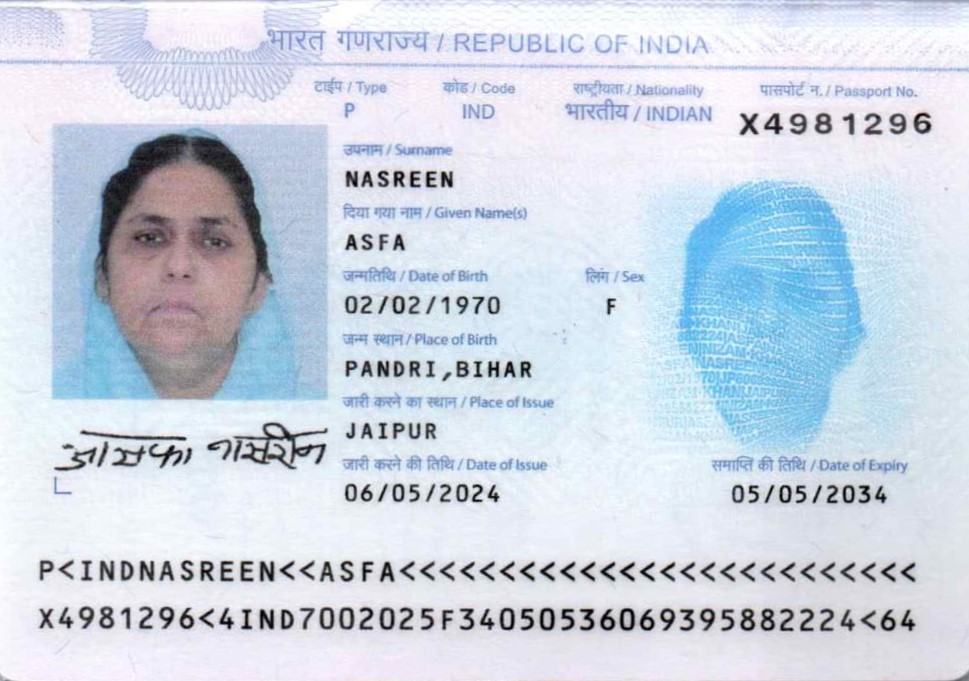 भारत गणराज्य / REPUBLIC OF INDIA
टाईप / Type कोड / Code राष्ट्रीयता / Nationality पासपोर्ट न. / Passport No.
P IND भारतीय / INDIAN X4981296
उपनाम / Surname
NASREEN
दिया गया नाम / Given Name(s)
ASFA
जन्मतिथि / Date of Birth लिंग / Sex
02/02/1970 F
जन्म स्थान / Place of Birth
PANDRI,BIHAR
जारी करने का स्थान / Place of Issue
JAIPUR
आसफा नासरीन
जारी करने की तिथि / Date of Issue समाप्ति की तिथि / Date of Expiry
06/05/2024 05/05/2034
P<INDNASREEN<<ASFA<<<<<<<<<<<<<<<<<<<<<<<<<<
X4981296<4IND7002025F34050536069395882224<64